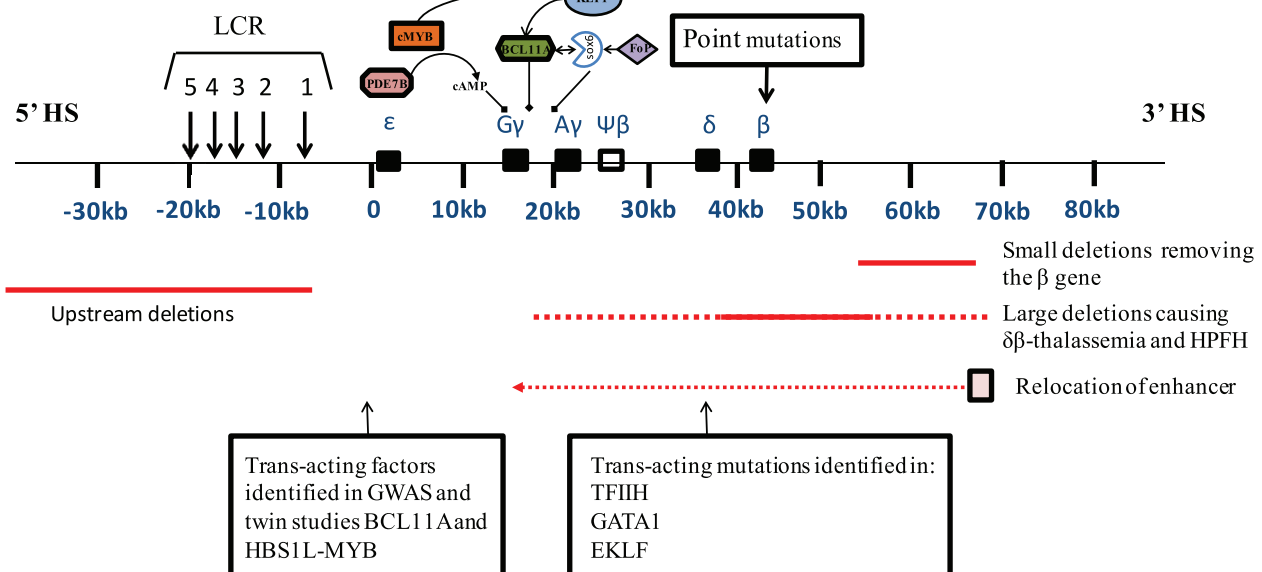 LCR
5 4 3 2 1
5’ HS
cMYB
PDE7B
cAMP
BCL11A
sox6
FoP
Point mutations
3’ HS
ε
Gγ
Aγ
Ψβ
δ
β
-30kb
-20kb
-10kb
0
10kb
20kb
30kb
40kb
50kb
60kb
70kb
80kb
Small deletions removing
the β gene
Upstream deletions
Large deletions causing
δβ-thalassemia and HPFH
Relocation of enhancer
Trans-acting factors
identified in GWAS and
twin studies BCL11A and
HBS1L-MYB
Trans-acting mutations identified in:
TFIIH
GATA1
EKLF